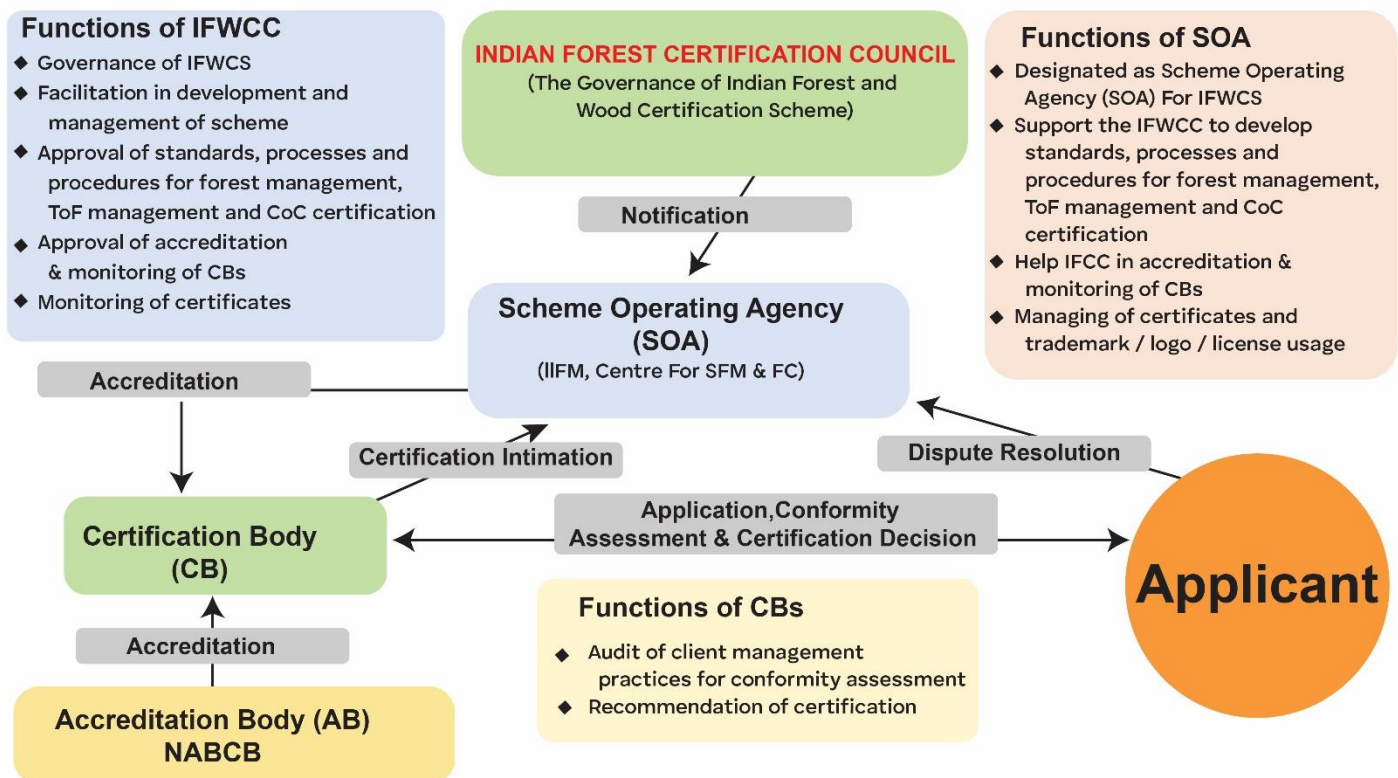 Functions of IFWCC
◆ Governance of IFWCS
◆ Facilitation in development and
management of scheme
◆ Approval of standards, processes and
procedures for forest management,
ToF management and CoC certification
◆ Approval of accreditation
& monitoring of CBs
◆ Monitoring of certificates
INDIAN FOREST CERTIFICATION COUNCIL
(The Governance of Indian Forest and
Wood Certification Scheme)
Functions of SOA
◆ Designated as Scheme Operating
Agency (SOA) For IFWCS
◆ Support the IFWCC to develop
standards, processes and
procedures for forest management,
ToF management and CoC
certification
◆ Help IFCC in accreditation &
monitoring of CBs
◆ Managing of certificates and
trademark / logo / license usage
Notification
Scheme Operating Agency
(SOA)
(IIFM, Centre For SFM & FC)
Accreditation
Certification Intimation
Dispute Resolution
Certification Body
(CB)
Application,Conformity
Assessment & Certification Decision
Applicant
Accreditation
Functions of CBs
◆ Audit of client management
practices for conformity assessment
◆ Recommendation of certification
Accreditation Body (AB)
NABCB